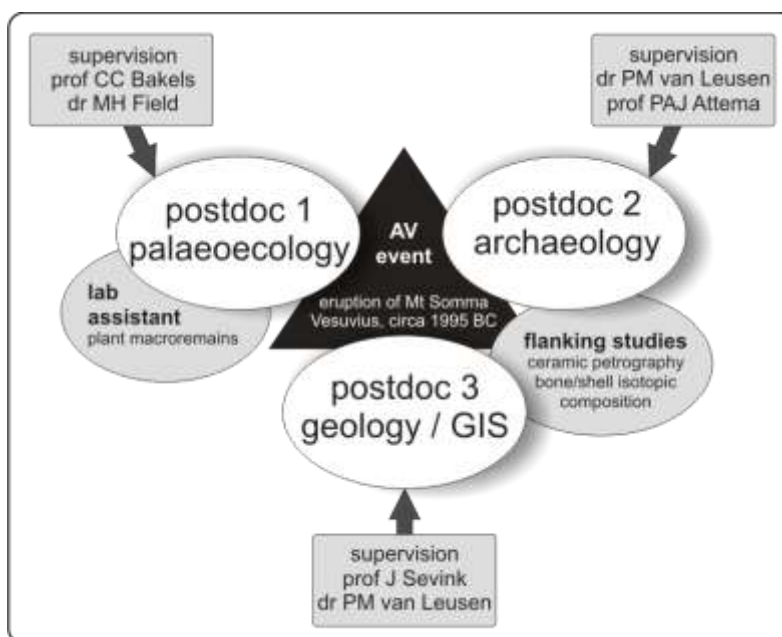 supervision
prof CC Bakels
dr MH Field
supervision
dr PM van Leusen
prof PAJ Attema
postdoc 1
palaeoecology
AV
event
eruption of Mt Somma
Vesuvius, circa 1995 BC
postdoc 2
archaeology
lab
assistant
plant macroremains
flanking studies
ceramic petrography
bone/shell isotopic
composition
postdoc 3
geology / GIS
supervision
prof J Sevink
dr PM van Leusen